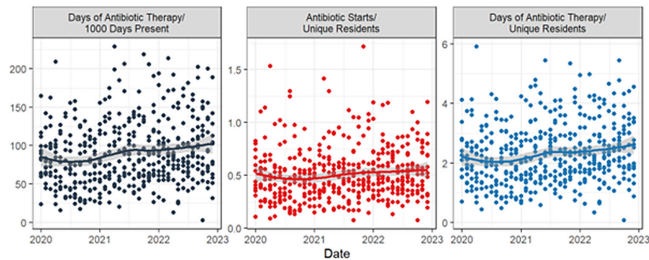 Days of Antibiotic Therapy/
1000 Days Present
Antibiotic Starts/
Unique Residents
Days of Antibiotic Therapy/
Unique Residents
200
150
100
50
0
1.5
1.0
0.5
0.0
6
4
2
0
2020 2021 2022 2023
2020 2021 2022 2023
2020 2021 2022 2023
Date